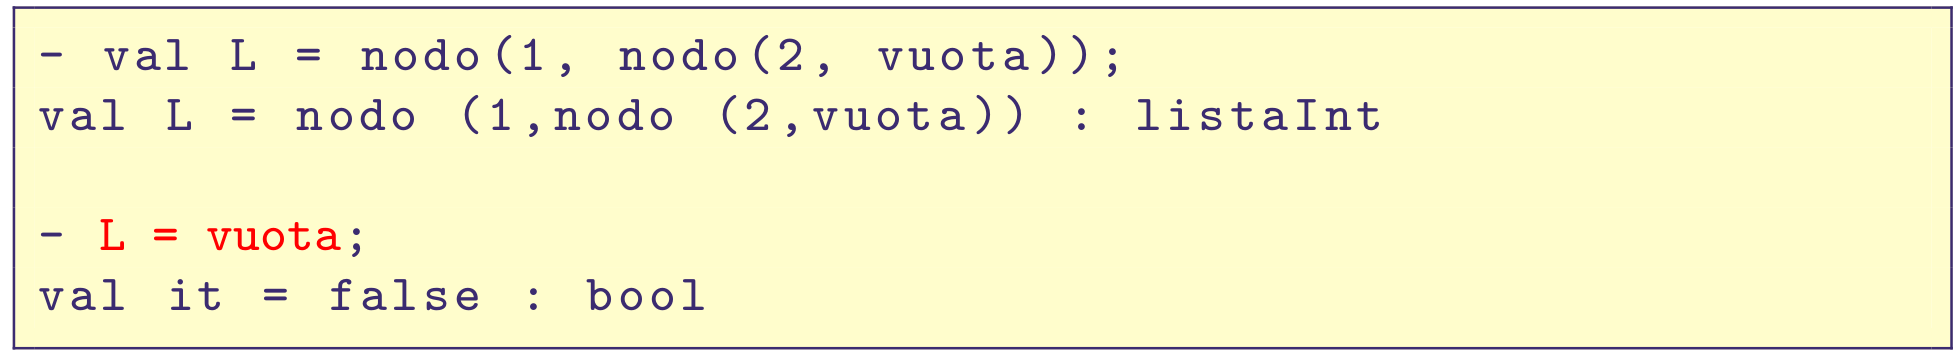 - val L = nodo(1, nodo(2, vuota));
val L = nodo (1,nodo (2,vuota)) : listaInt
- L = vuota;
val it = false : bool